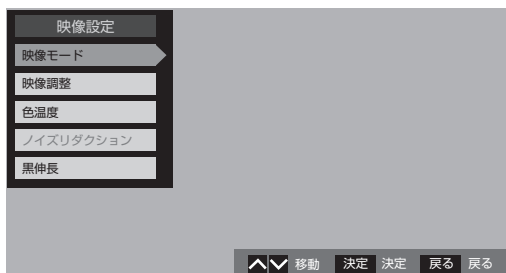 映像設定
映像モード
映像調整
色温度
ノイズリダクション
黒伸長
移動 決定 決定 戻る 戻る